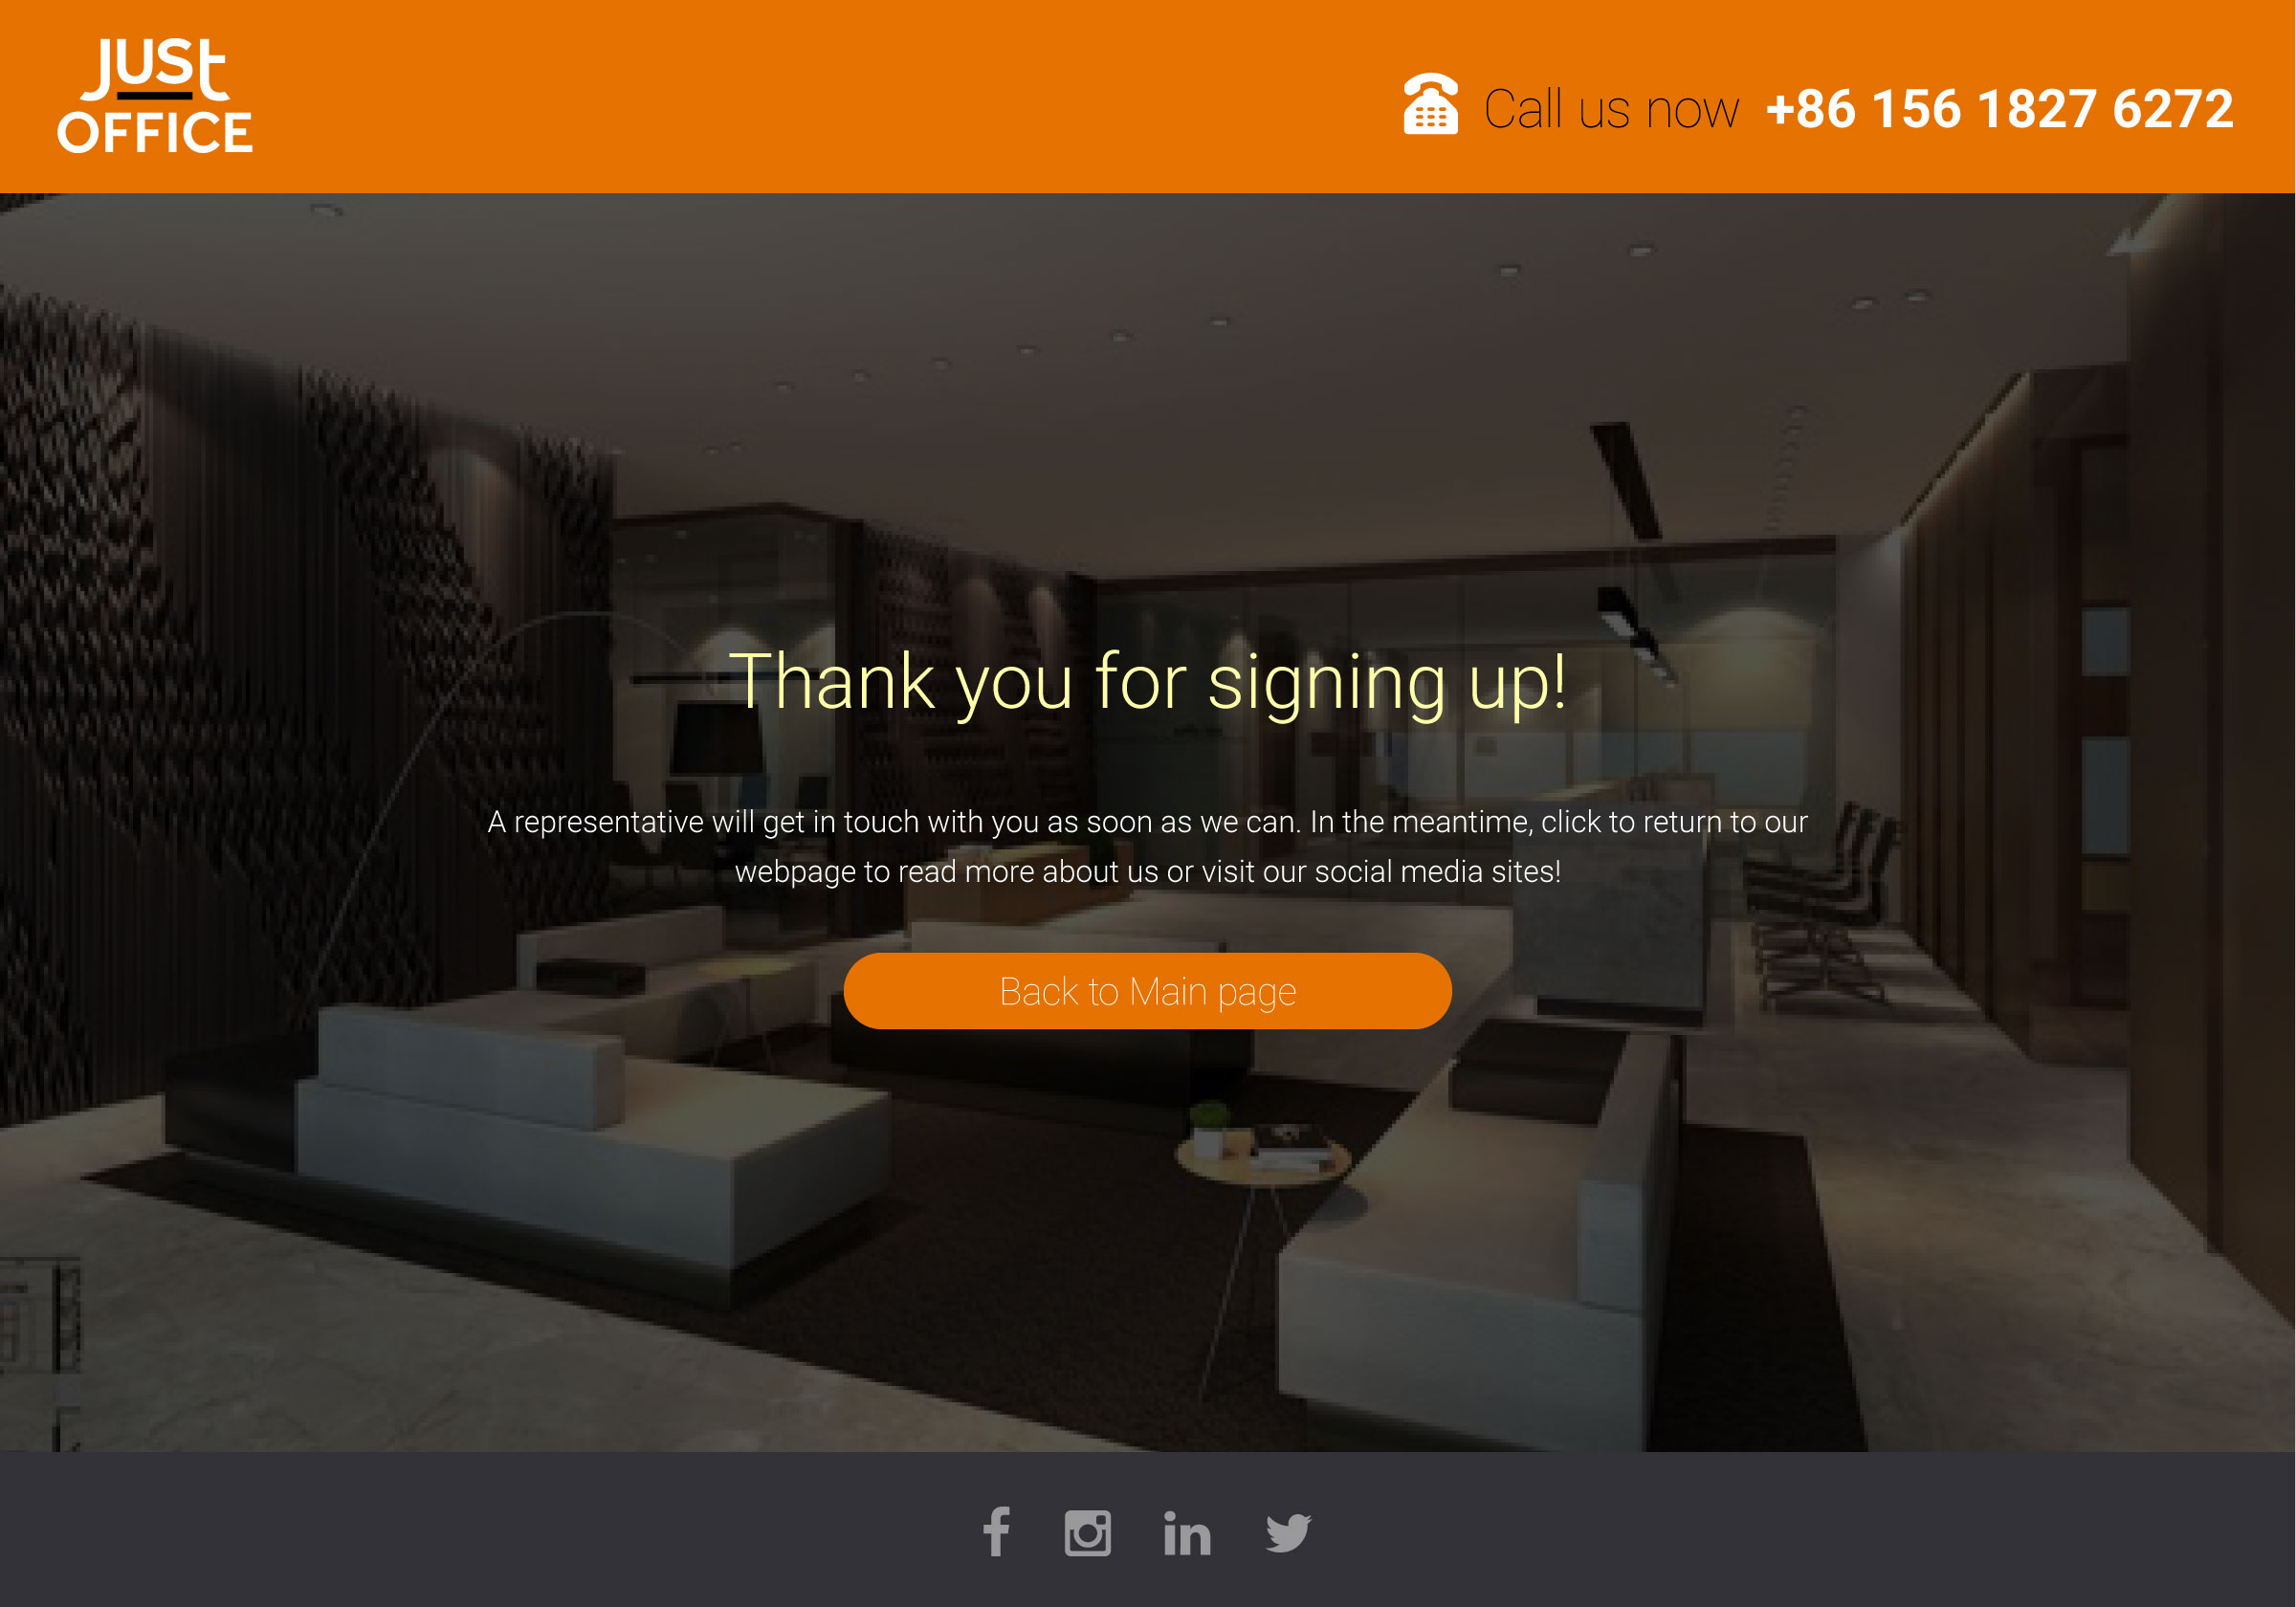 JUST
OFFICE
Call us now +86 156 1827 6272
Thank you for signing up!
A representative will get in touch with you as soon as we can. In the meantime, click to return to our
webpage to read more about us or visit our social media sites!
Back to Main page